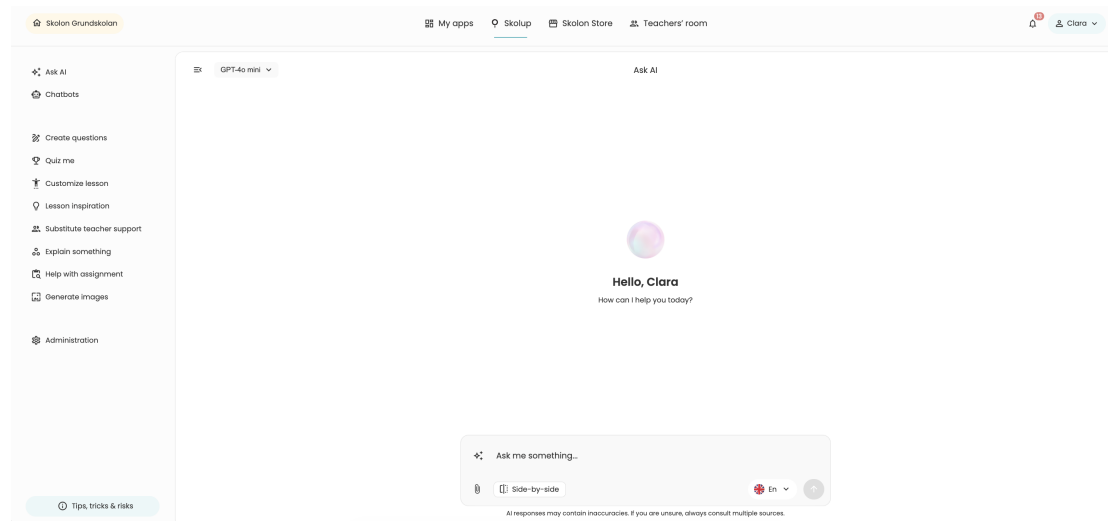 Skolon Grundskolan
My apps
Skolup
Skolon Store
Teachers' room
13
Clara
Ask AI
Chatbots
Create questions
Quiz me
Customize lesson
Lesson inspiration
Substitute teacher support
Explain something
Help with assignment
Generate images
Administration
Tips, tricks & risks
GPT-4o mini
Ask AI
Hello, Clara
How can I help you today?
Ask me something...
Side-by-side
En
AI responses may contain inaccuracies. If you are unsure, always consult multiple sources.